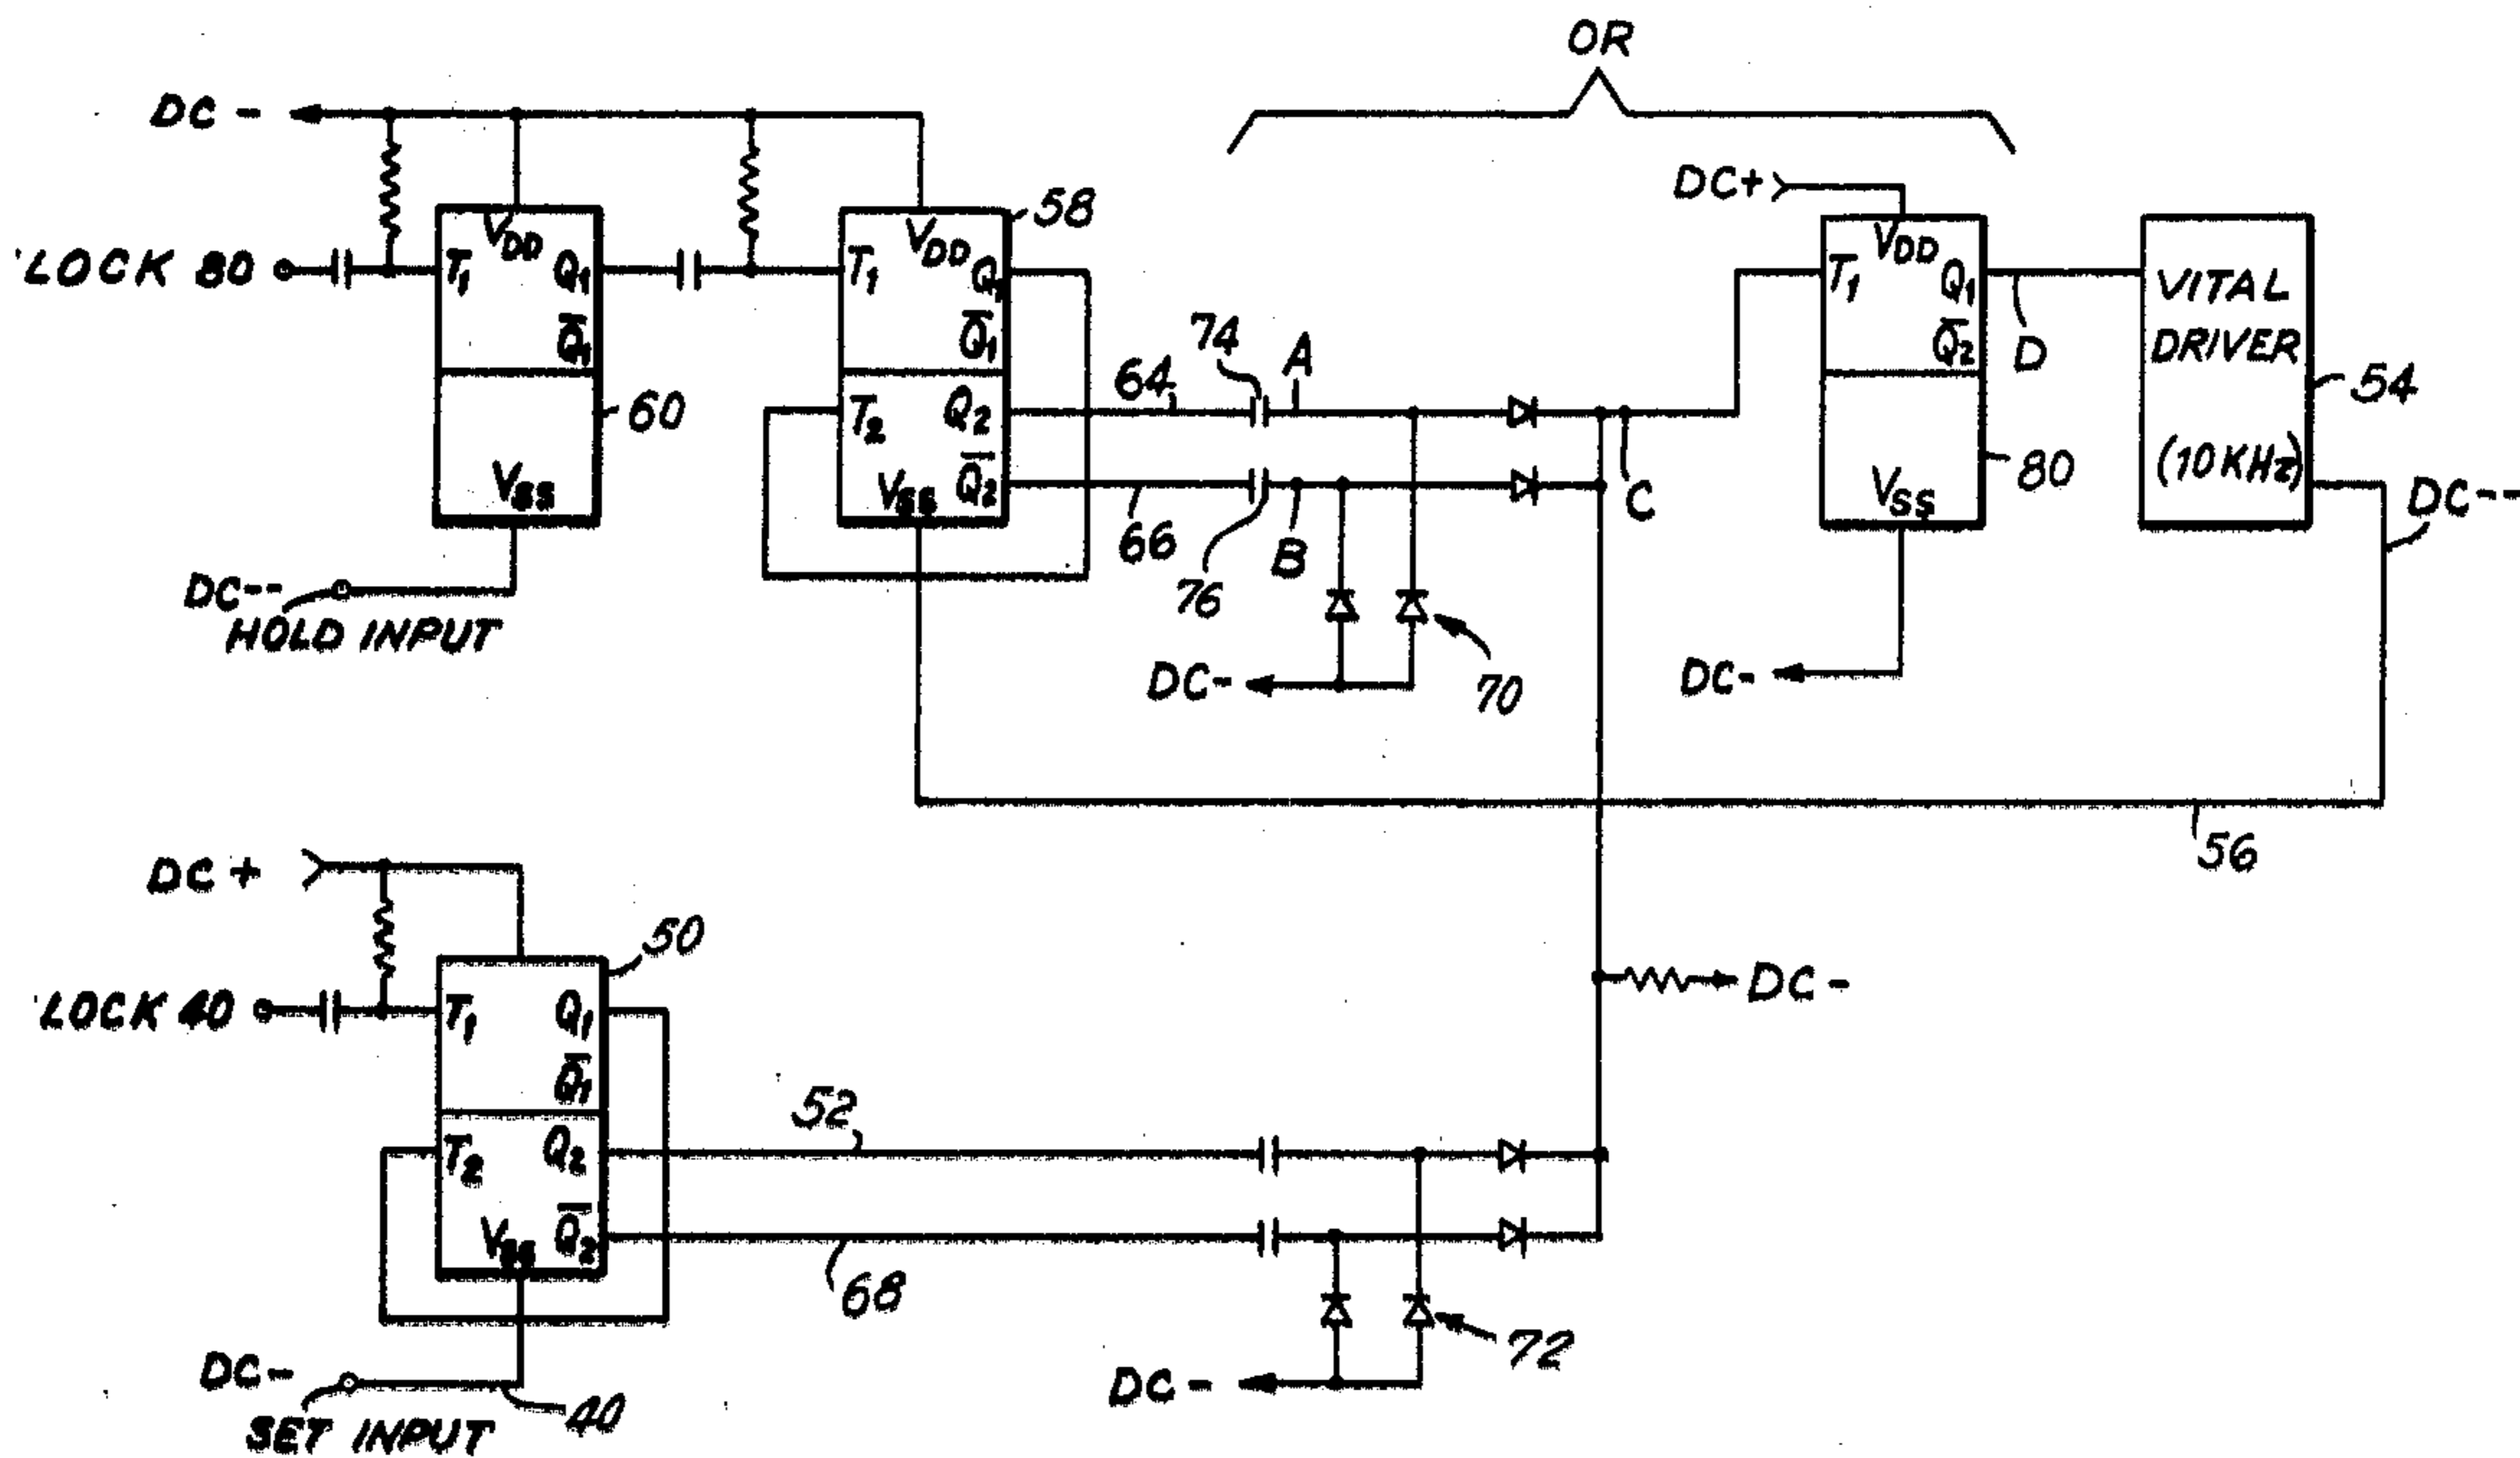 OR
DC -
DC+
58
VDD
VDD
VDD
'LOCK 80
T1
Q1
T1
Q1
T1
Q1
VITAL
Q̅1
Q̅1
74
A
Q̅2
D
DRIVER
64
54
60
T2
Q2
C
(10KHz)
VSS
VSS
Q̅2
VSS
80
DC--
66
B
DC--
76
HOLD INPUT
DC-
70
DC-
56
DC +
50
'LOCK 40
T1
Q1
DC -
Q̅1
52
T2
Q2
VSS
Q̅2
68
72
DC-
DC -
40
SET INPUT